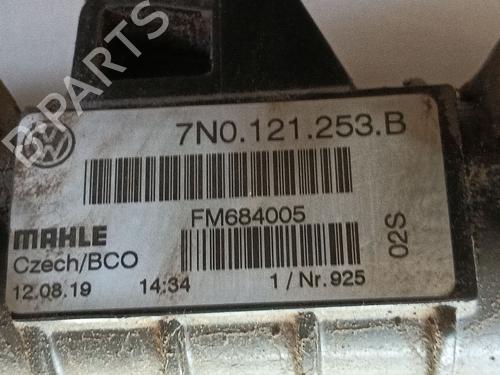 B-PARTS
7N0.121.253.B
FM684005
MAHLE
Czech/BCO
12.08.19 14:34 1 / Nr. 925
02S